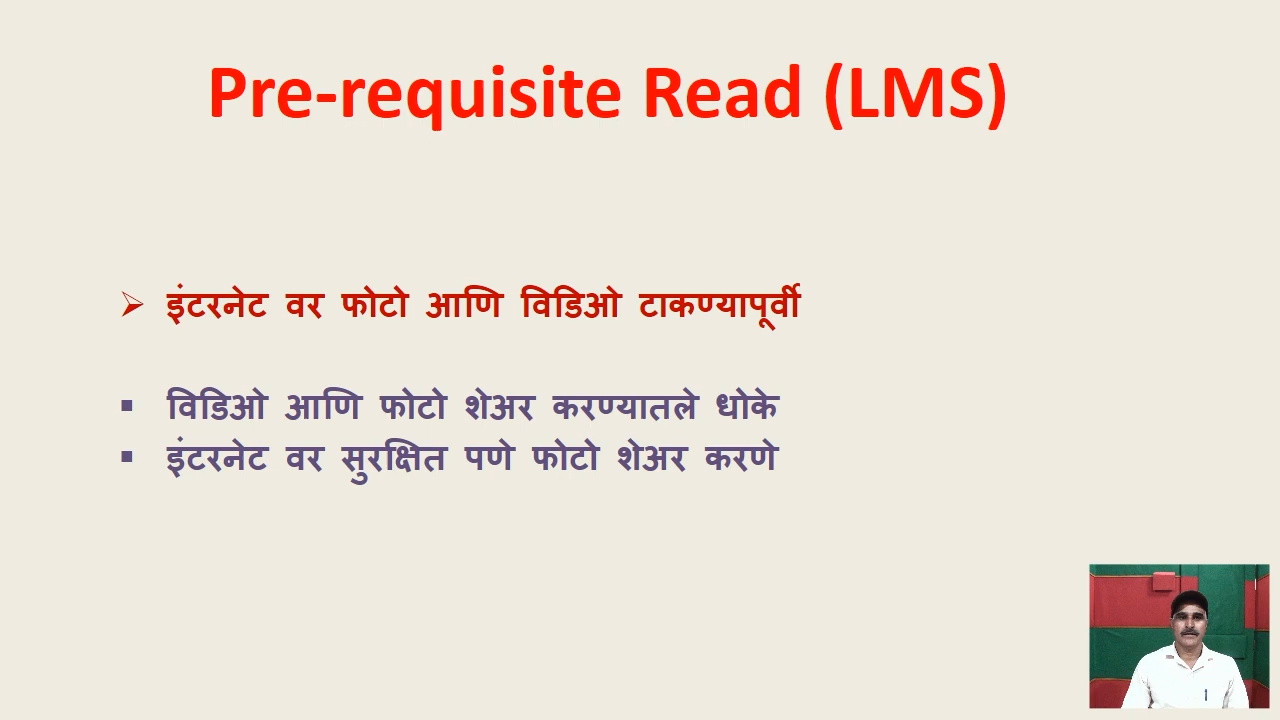 Pre-requisite Read (LMS)
इंटरनेट वर फोटो आणि विडिओ टाकण्यापूर्वी
विडिओ आणि फोटो शेअर करण्यातले धोके
इंटरनेट वर सुरक्षित पणे फोटो शेअर करणे